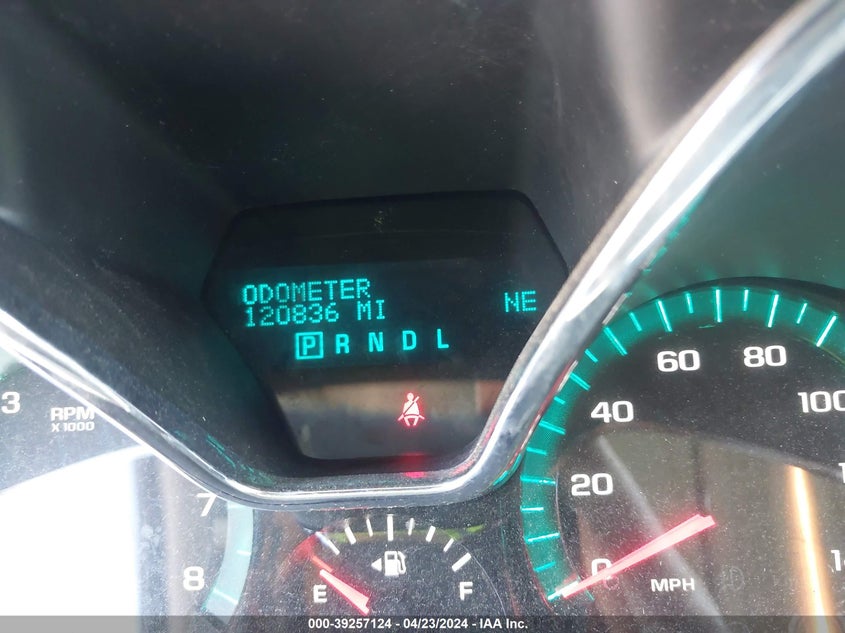 ODOMETER
120836 MI
NE
P R N D L
3
RPM
X 1000
7
8
E
F
0
20
40
60
80
100
MPH
000-39257124 - 04/23/2024 - IAA Inc.